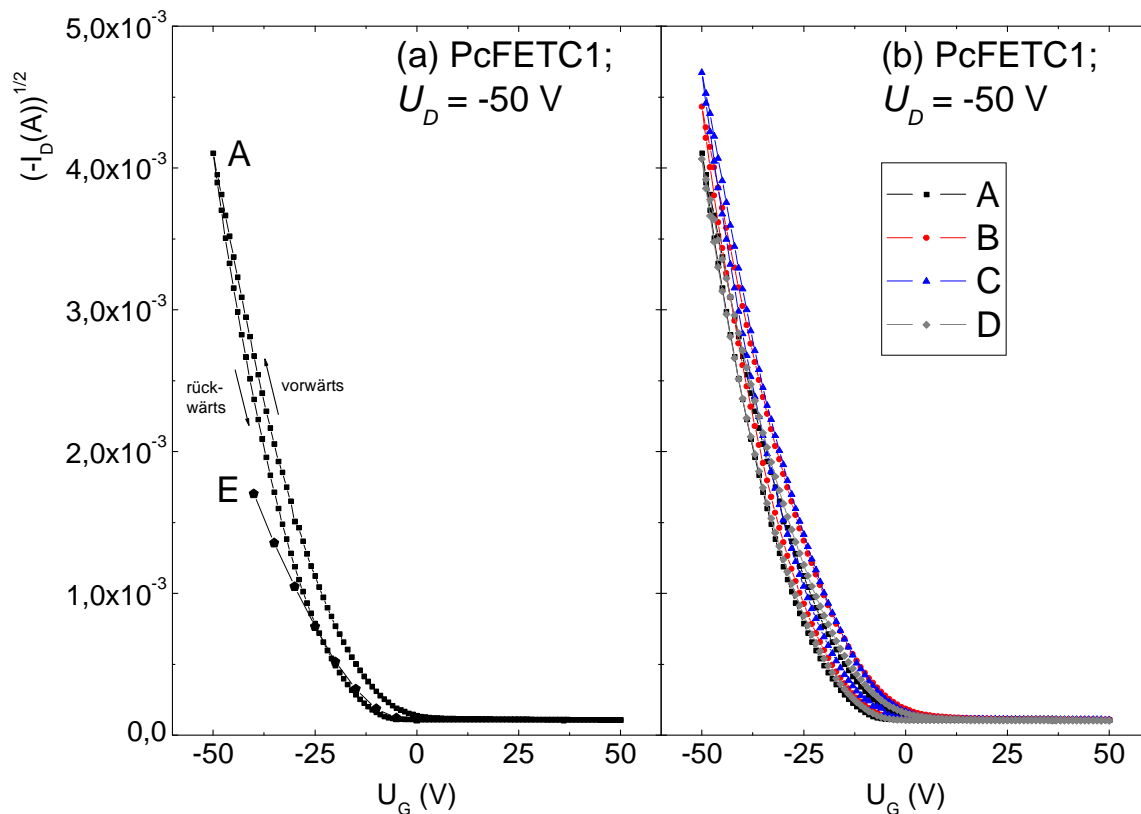 5,0x10-3
4,0x10-3
3,0x10-3
2,0x10-3
1,0x10-3
0,0
(-I_D(A))^1/2
(a) PcFETC1;
U_D = -50 V
A
rück-
wärts
vorwärts
E
-50 -25 0 25 50
U_G (V)
(b) PcFETC1;
U_D = -50 V
A
B
C
D
-50 -25 0 25 50
U_G (V)